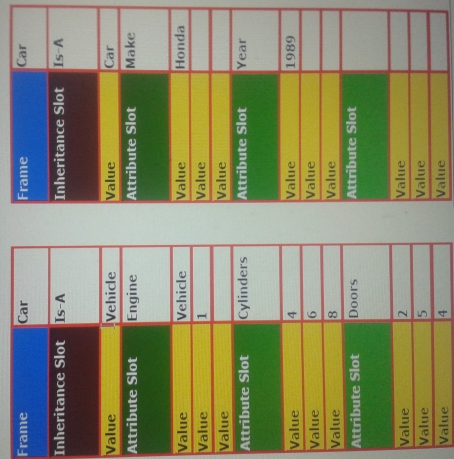 Frame Car
Inheritance Slot Is-A
Value Vehicle
Attribute Slot Engine
Value Vehicle
Value 1
Value
Attribute Slot Cylinders
Value 4
Value 6
Value 8
Attribute Slot Doors
Value 2
Value 5
Value 4
Frame Car
Inheritance Slot Is-A
Value Car
Attribute Slot Make
Value Honda
Value
Value
Attribute Slot Year
Value 1989
Value
Value
Attribute Slot
Value
Value
Value